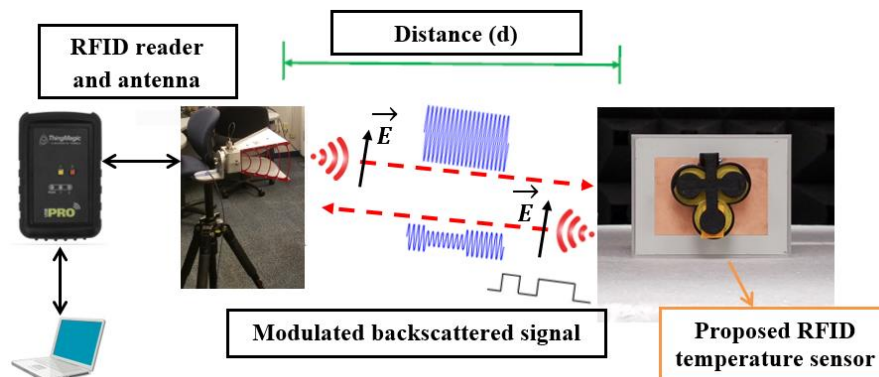 RFID reader
and antenna
Distance (d)
ThingMagic
PRO
E
E
Modulated backscattered signal
Proposed RFID
temperature sensor